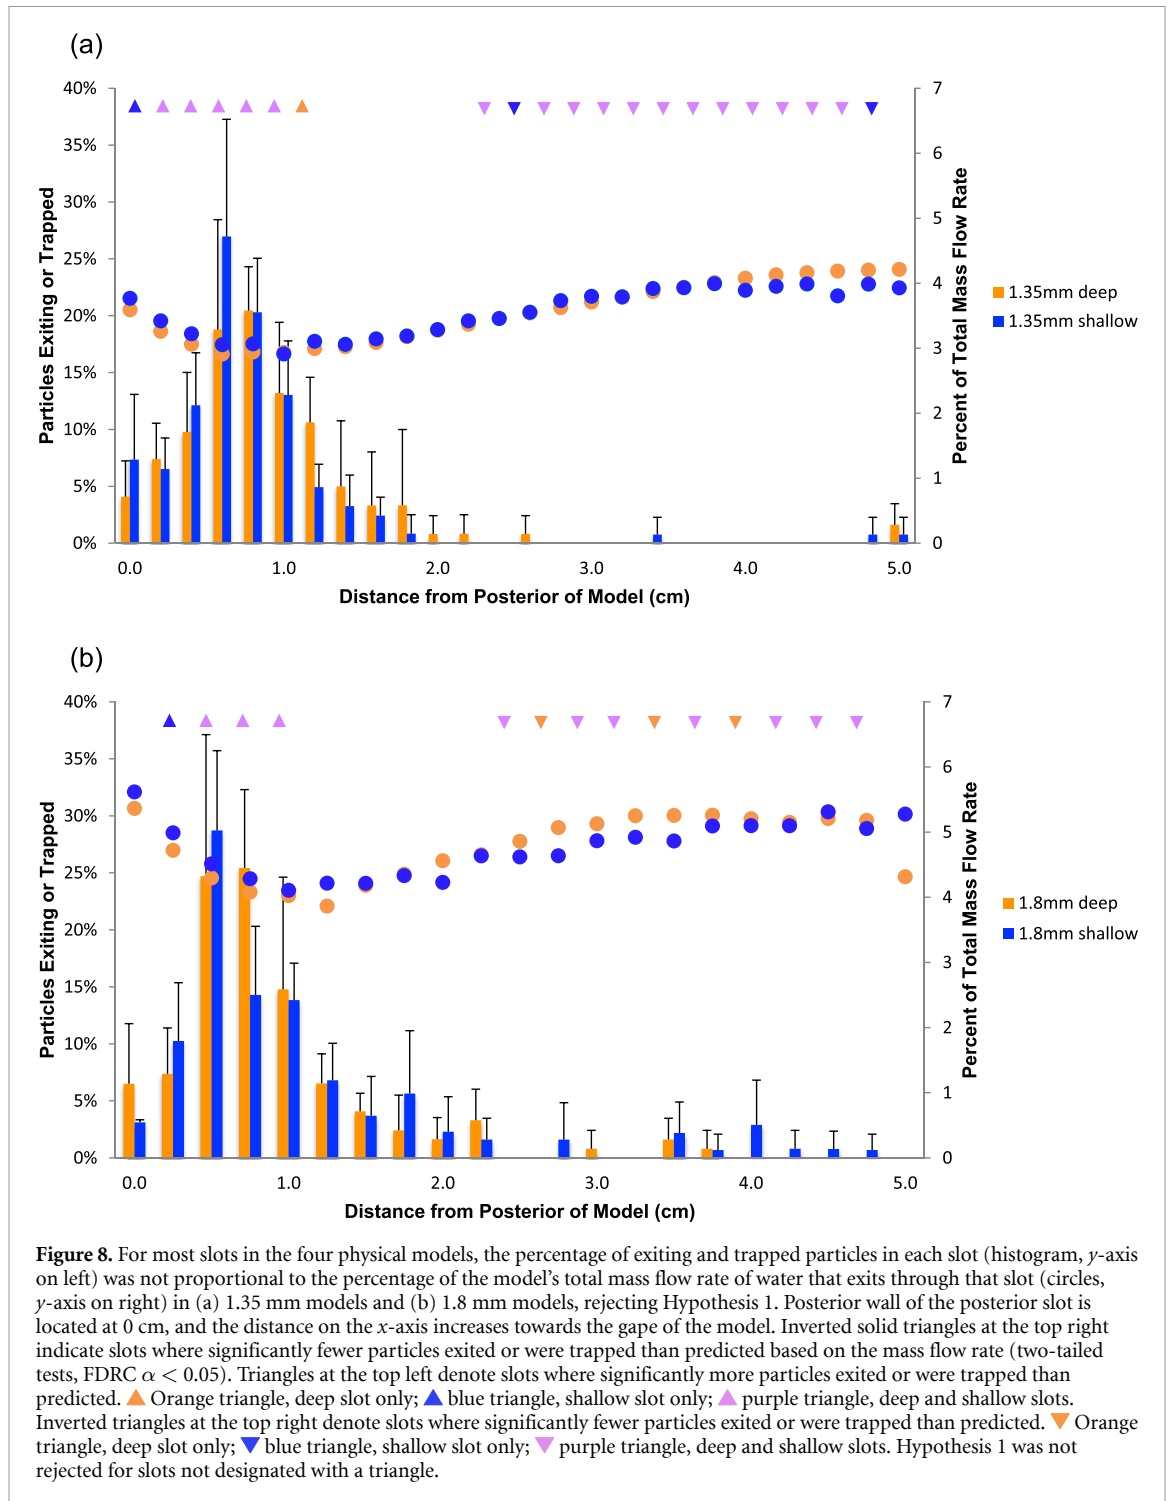 (a)
40%
35%
30%
25%
20%
15%
10%
5%
0%
Particles Exiting or Trapped
7
6
5
4
3
2
1
0
Percent of Total Mass Flow Rate
1.35mm deep
1.35mm shallow
0.0 1.0 2.0 3.0 4.0 5.0
Distance from Posterior of Model (cm)
(b)
40%
35%
30%
25%
20%
15%
10%
5%
0%
Particles Exiting or Trapped
7
6
5
4
3
2
1
0
Percent of Total Mass Flow Rate
1.8mm deep
1.8mm shallow
0.0 1.0 2.0 3.0 4.0 5.0
Distance from Posterior of Model (cm)
Figure 8. For most slots in the four physical models, the percentage of exiting and trapped particles in each slot (histogram, y-axis
on left) was not proportional to the percentage of the model's total mass flow rate of water that exits through that slot (circles,
y-axis on right) in (a) 1.35 mm models and (b) 1.8 mm models, rejecting Hypothesis 1. Posterior wall of the posterior slot is
located at 0 cm, and the distance on the x-axis increases towards the gape of the model. Inverted solid triangles at the top right
indicate slots where significantly fewer particles exited or were trapped than predicted based on the mass flow rate (two-tailed
tests, FDRC α < 0.05). Triangles at the top left denote slots where significantly more particles exited or were trapped than
predicted. ▲ Orange triangle, deep slot only; ▲ blue triangle, shallow slot only; ▲ purple triangle, deep and shallow slots.
Inverted triangles at the top right denote slots where significantly fewer particles exited or were trapped than predicted. ▼ Orange
triangle, deep slot only; ▼ blue triangle, shallow slot only; ▼ purple triangle, deep and shallow slots. Hypothesis 1 was not
rejected for slots not designated with a triangle.